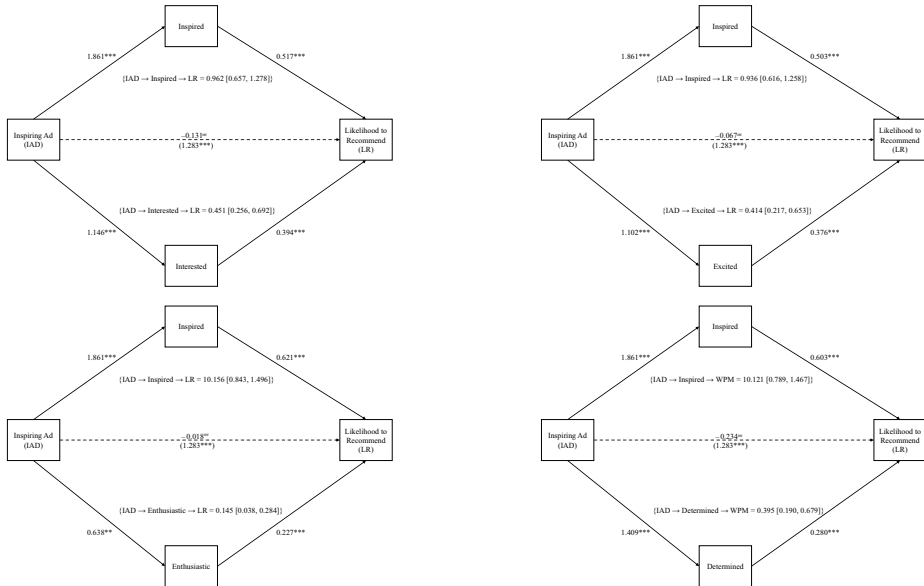 Inspired
1.861***
0.517***
{IAD → Inspired → LR = 0.962 [0.657, 1.278]}
Inspiring Ad
(IAD)
−0.131ⁿˢ
(1.283***)
Likelihood to
Recommend
(LR)
{IAD → Interested → LR = 0.451 [0.256, 0.692]}
1.146***
0.394***
Interested
Inspired
1.861***
0.503***
{IAD → Inspired → LR = 0.936 [0.616, 1.258]}
Inspiring Ad
(IAD)
−0.067ⁿˢ
(1.283***)
Likelihood to
Recommend
(LR)
{IAD → Excited → LR = 0.414 [0.217, 0.653]}
1.102***
0.376***
Excited
Inspired
1.861***
0.621***
{IAD → Inspired → LR = 10.156 [0.843, 1.496]}
Inspiring Ad
(IAD)
−0.018ⁿˢ
(1.283***)
Likelihood to
Recommend
(LR)
{IAD → Enthusiastic → LR = 0.145 [0.038, 0.284]}
0.638**
0.227***
Enthusiastic
Inspired
1.861***
0.603***
{IAD → Inspired → WPM = 10.121 [0.789, 1.467]}
Inspiring Ad
(IAD)
−0.234ⁿˢ
(1.283***)
Likelihood to
Recommend
(LR)
{IAD → Determined → WPM = 0.395 [0.190, 0.679]}
1.409***
0.280***
Determined